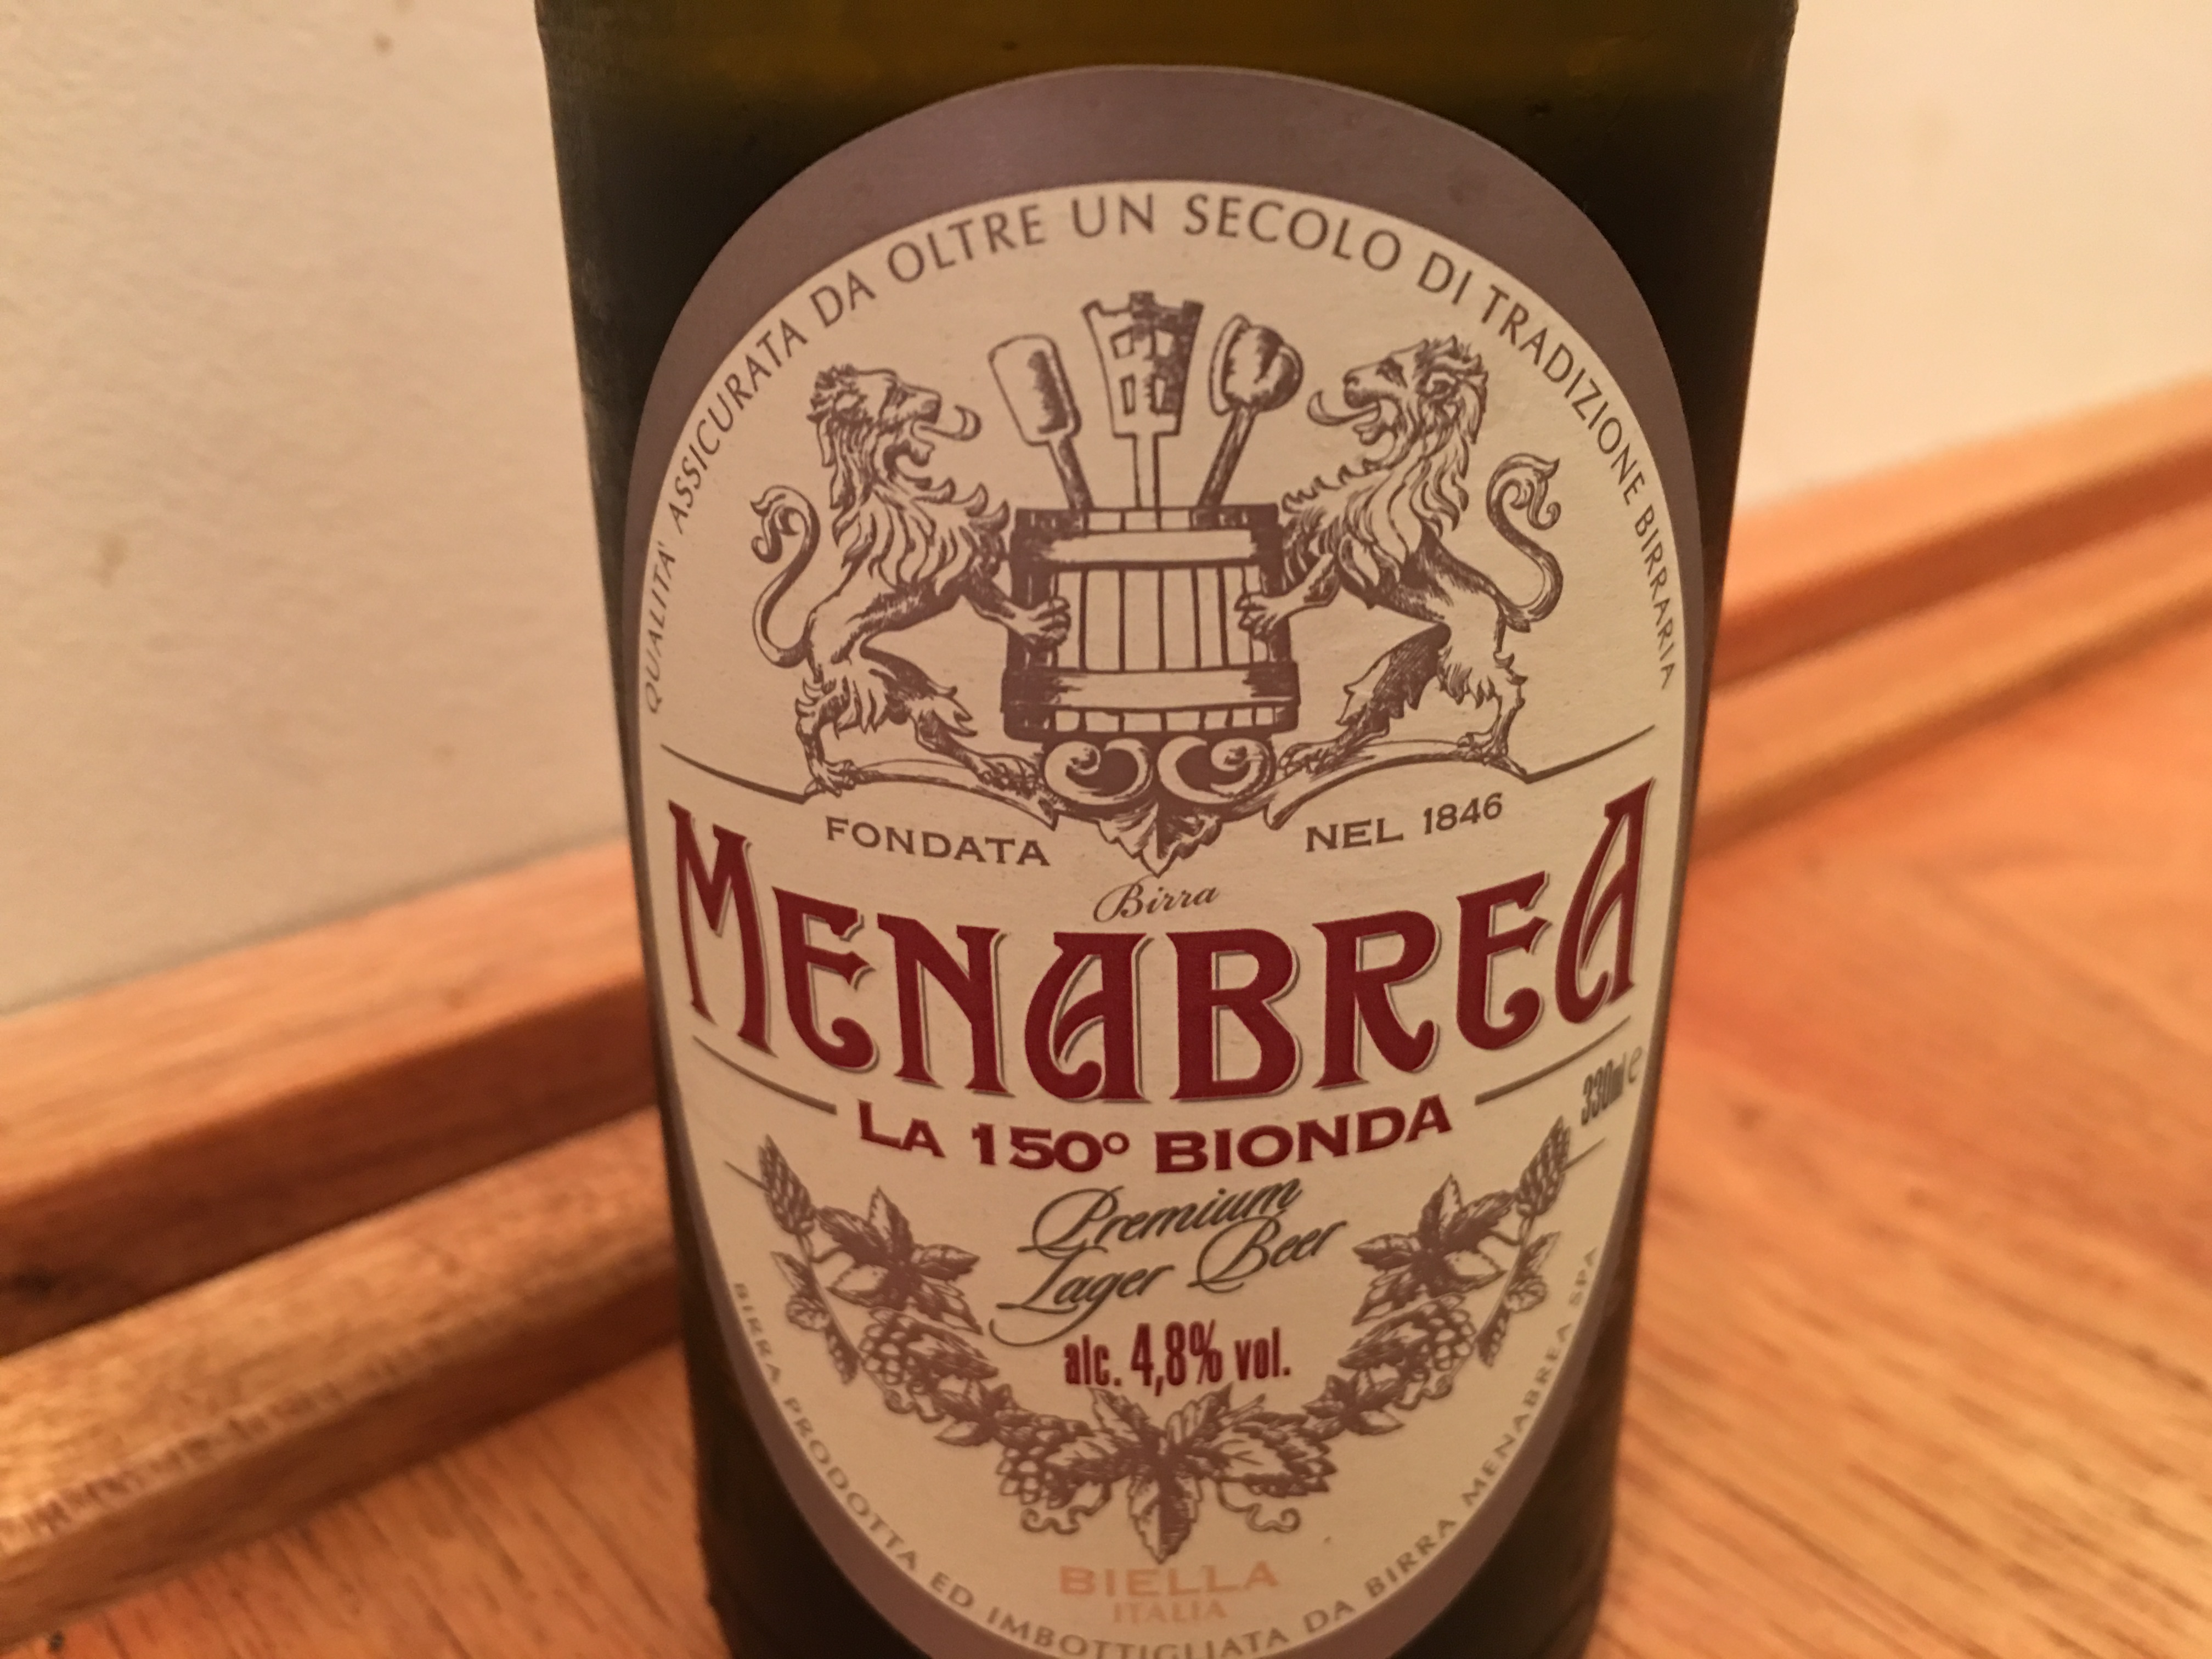 QUALITA' ASSICURATA DA OLTRE UN SECOLO DI TRADIZIONE BIRRARIA
FONDATA NEL 1846
Birra
MENABREA
LA 150° BIONDA
330ml e
Premium
Lager Beer
alc. 4,8% vol.
BIELLA
ITALIA
BIRRA PRODOTTA ED IMBOTTIGLIATA DA BIRRA MENABREA SPA